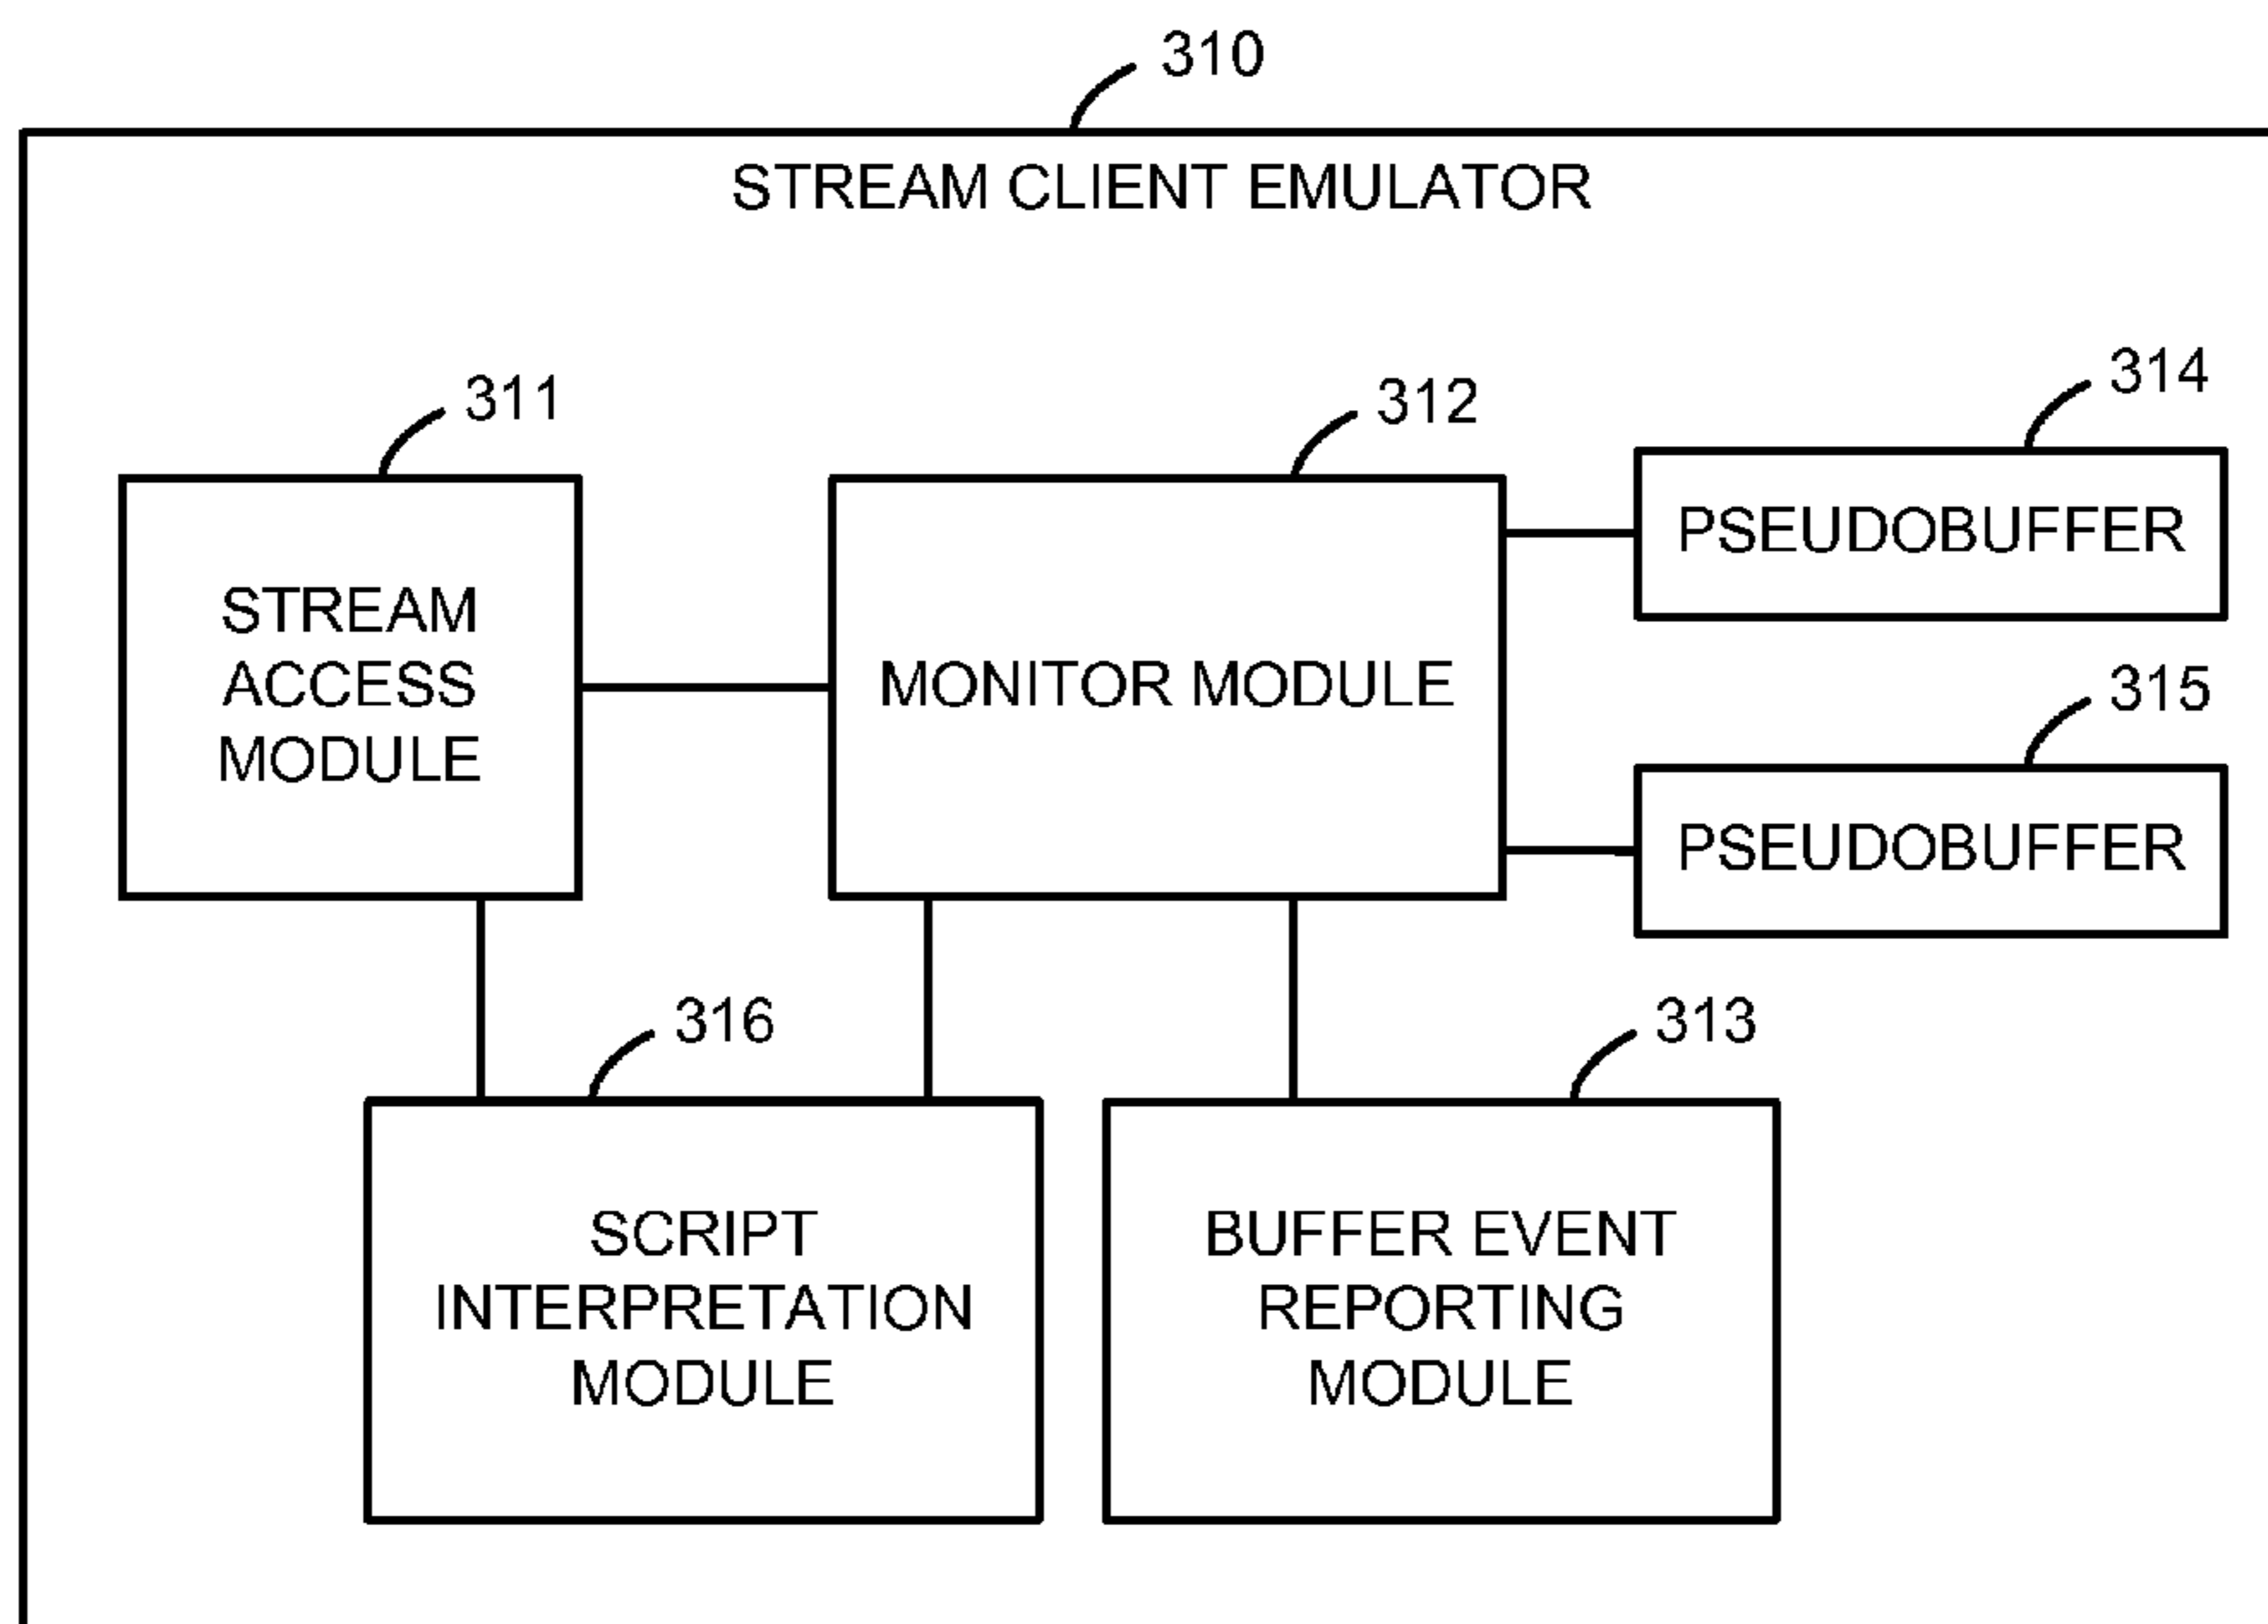 310
STREAM CLIENT EMULATOR
311
312
314
PSEUDOBUFFER
STREAM
ACCESS
MODULE
MONITOR MODULE
315
PSEUDOBUFFER
316
313
SCRIPT
INTERPRETATION
MODULE
BUFFER EVENT
REPORTING
MODULE